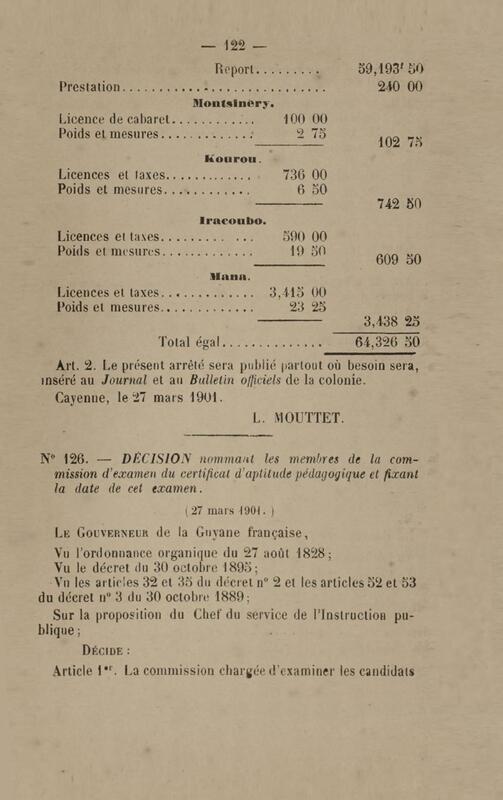 — 122 —
Report......... 59,193ᶠ 50
Prestation............................ 240 00
Montsinéry.
Licence de cabaret........... 100 00
Poids et mesures............. 2 75
102 75
Kourou.
Licences et taxes............. 736 00
Poids et mesures............ 6 50
742 50
Iracoubo.
Licences et taxes......... ... 590 00
Poids et mesures............. 19 50
609 50
Mana.
Licences et taxes............ 3,415 00
Poids et mesures............. 23 25
3,438 25
Total égal.............. 64,326 50
Art. 2. Le présent arrêté sera publié partout où besoin sera,
inséré au Journal et au Bulletin officiels de la colonie.
Cayenne, le 27 mars 1901.
L. MOUTTET.
N° 126. — DÉCISION nommant les membres de la com-
mission d'examen du certificat d'aptitude pédagogique et fixant
la date de cet examen.
(27 mars 1901.)
LE GOUVERNEUR de la Guyane française,
Vu l'ordonnance organique du 27 août 1828;
Vu le décret du 30 octobre 1895;
Vu les articles 32 et 35 du décret n° 2 et les articles 52 et 53
du décret n° 3 du 30 octobre 1889;
Sur la proposition du Chef du service de l'Instruction pu-
blique;
DÉCIDE:
Article 1er. La commission chargée d'examiner les candidats